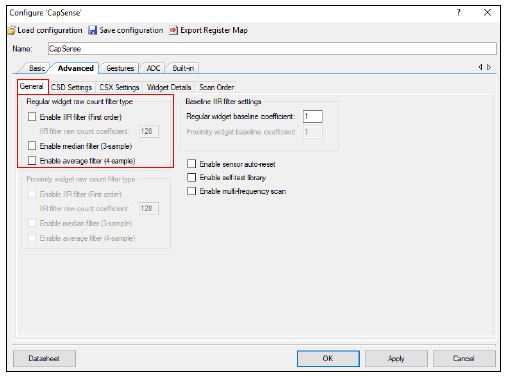 Configure 'CapSense'
? X
Load configuration Save configuration Export Register Map
Name: CapSense
Basic Advanced Gestures ADC Built-in
General CSD Settings CSX Settings Widget Details Scan Order
Regular widget raw count filter type
Enable IIR filter (First order)
IIR filter raw count coefficient: 128
Enable median filter (3-sample)
Enable average filter (4-sample)
Proximity widget raw count filter type
Enable IIR filter (First order)
IIR filter raw count coefficient: 128
Enable median filter (3-sample)
Enable average filter (4-sample)
Baseline IIR filter settings
Regular widget baseline coefficient: 1
Proximity widget baseline coefficient: 1
Enable sensor auto-reset
Enable self-test library
Enable multi-frequency scan
Datasheet OK Apply Cancel